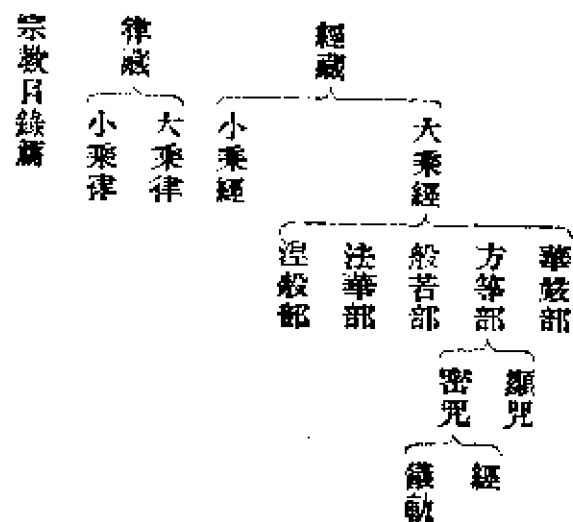 經藏
大乘經
華嚴部
方等部
顯咒
密咒
經
儀軌
般若部
法華部
涅槃部
小乘經
律藏
大乘律
小乘律
宗教目錄篇